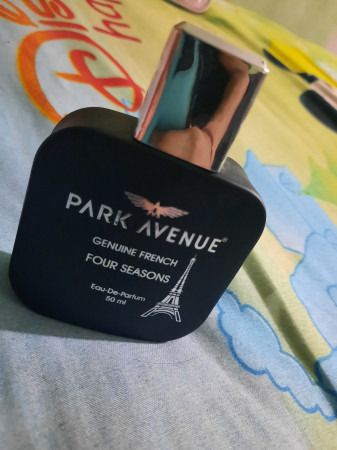 PARK AVENUE®
GENUINE FRENCH
FOUR SEASONS
Eau-De-Parfum
50 ml